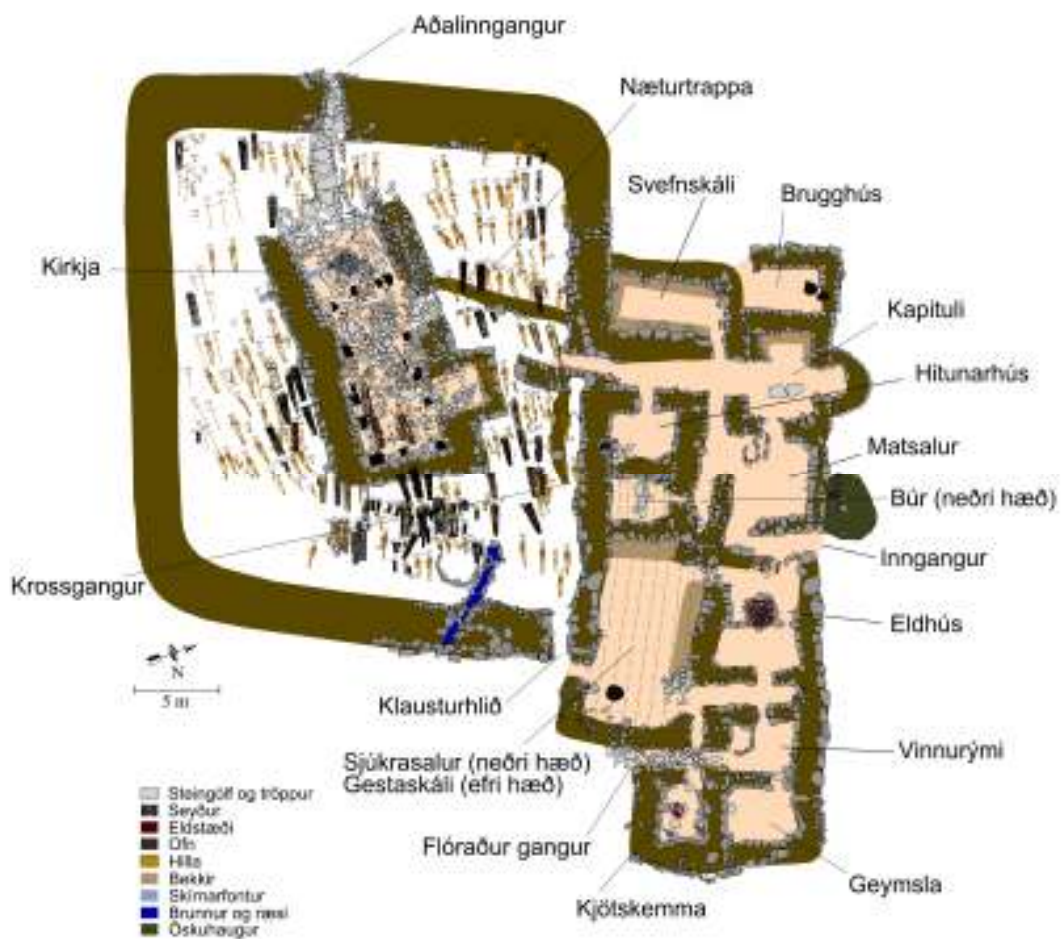 Aðalinngangur
Næturtrappa
Svefnskáli
Brugghús
Kirkja
Kapituli
Hitunarhús
Matsalur
Búr (neðri hæð)
Inngangur
Krossgangur
Eldhús
N
5 m
Klausturhlið
Sjúkrasalur (neðri hæð)
Gestaskáli (efri hæð)
Vinnurými
Flóraður gangur
Kjötskemma
Geymsla
Steingólf og tröppur
Seyður
Eldstæði
Ofn
Hilla
Bekkir
Skírnarfontur
Brunnur og ræsi
Öskuhaugur